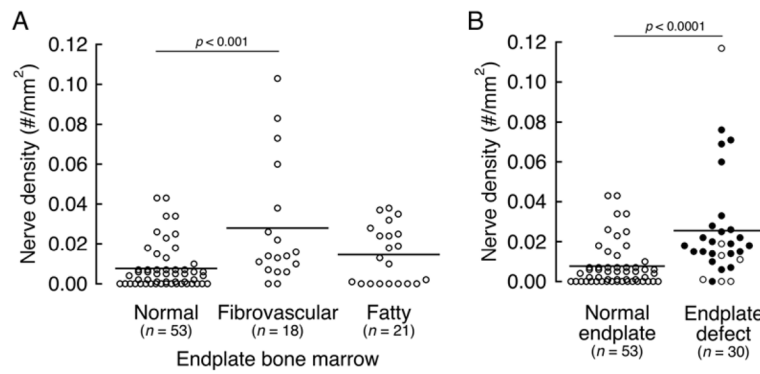 A
B
p < 0.001
p < 0.0001
Nerve density (#/mm²)
0.12
0.10
0.08
0.06
0.04
0.02
0.00
Normal
(n = 53)
Fibrovascular
(n = 18)
Fatty
(n = 21)
Endplate bone marrow
Nerve density (#/mm²)
0.12
0.10
0.08
0.06
0.04
0.02
0.00
Normal
endplate
(n = 53)
Endplate
defect
(n = 30)